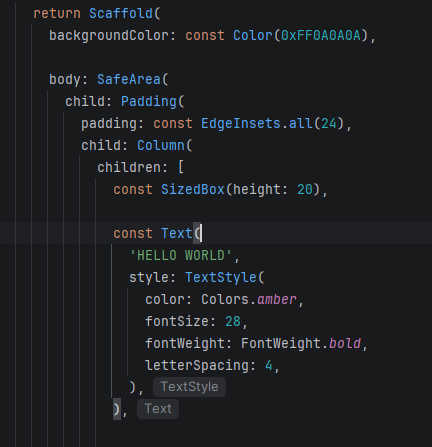 return Scaffold(
backgroundColor: const Color(0xFF0A0A0A),
body: SafeArea(
child: Padding(
padding: const EdgeInsets.all(24),
child: Column(
children: [
const SizedBox(height: 20),
const Text(
'HELLO WORLD',
style: TextStyle(
color: Colors.amber,
fontSize: 28,
fontWeight: FontWeight.bold,
letterSpacing: 4,
), TextStyle
), Text